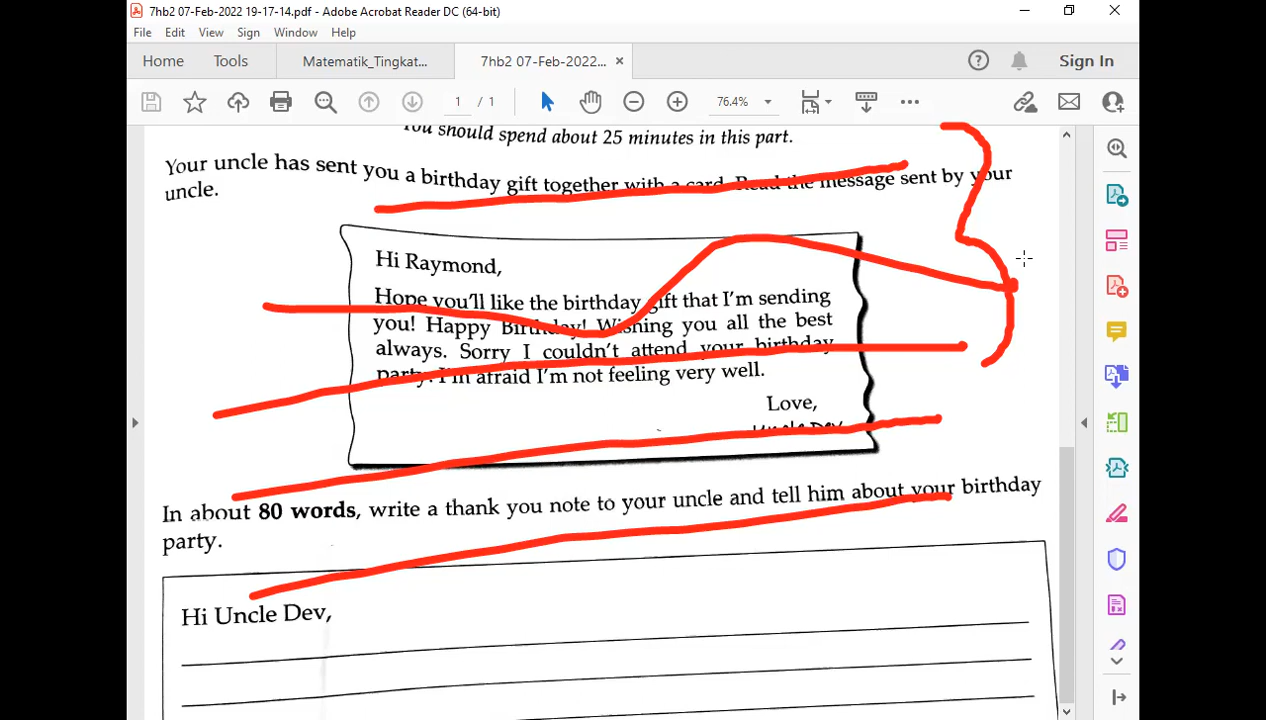 7hb2 07-Feb-2022 19-17-14.pdf - Adobe Acrobat Reader DC (64-bit)
File Edit View Sign Window Help
Home Tools Matematik_Tingkat... 7hb2 07-Feb-2022... × Sign In
1 / 1 76.4%
You should spend about 25 minutes in this part.
Your uncle has sent you a birthday gift together with a card. Read the message sent by your
uncle.
Hi Raymond,
Hope you'll like the birthday gift that I'm sending
you! Happy Birthday! Wishing you all the best
always. Sorry I couldn't attend your birthday
party. I'm afraid I'm not feeling very well.
Love,
Uncle Dev
In about 80 words, write a thank you note to your uncle and tell him about your birthday
party.
Hi Uncle Dev,